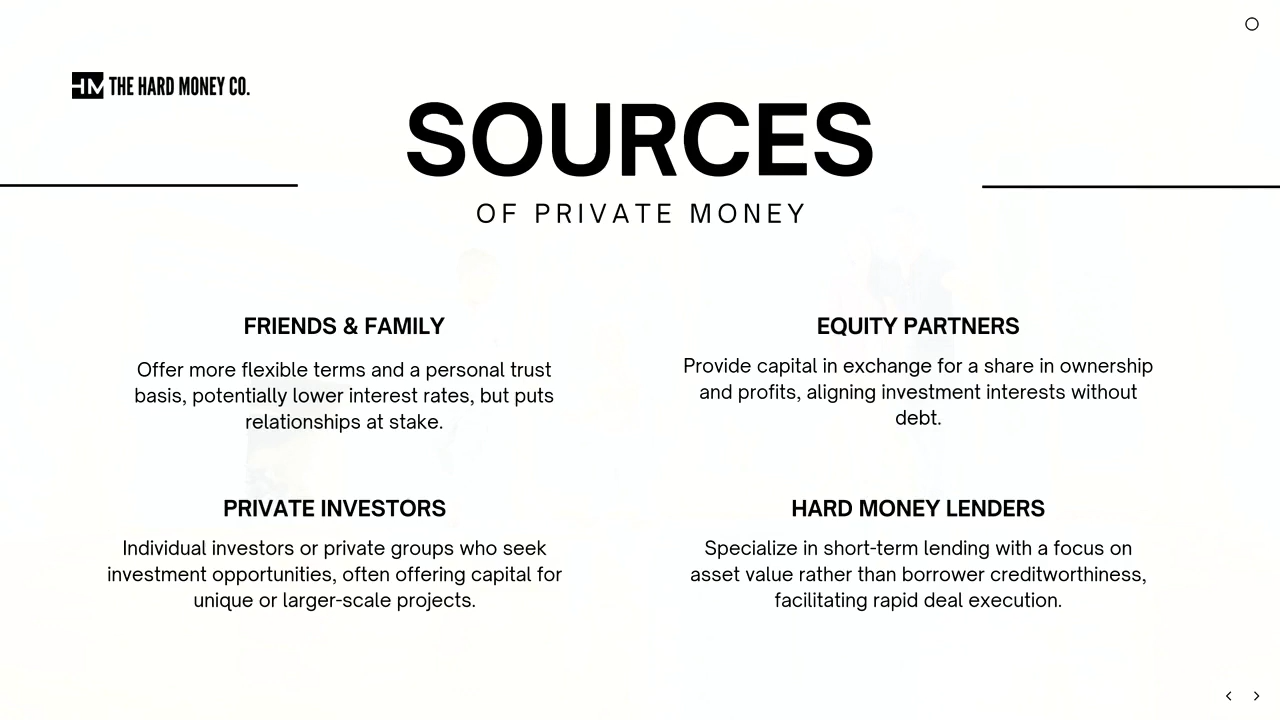 HM THE HARD MONEY CO.
SOURCES
OF PRIVATE MONEY
FRIENDS & FAMILY
Offer more flexible terms and a personal trust
basis, potentially lower interest rates, but puts
relationships at stake.
EQUITY PARTNERS
Provide capital in exchange for a share in ownership
and profits, aligning investment interests without
debt.
PRIVATE INVESTORS
Individual investors or private groups who seek
investment opportunities, often offering capital for
unique or larger-scale projects.
HARD MONEY LENDERS
Specialize in short-term lending with a focus on
asset value rather than borrower creditworthiness,
facilitating rapid deal execution.